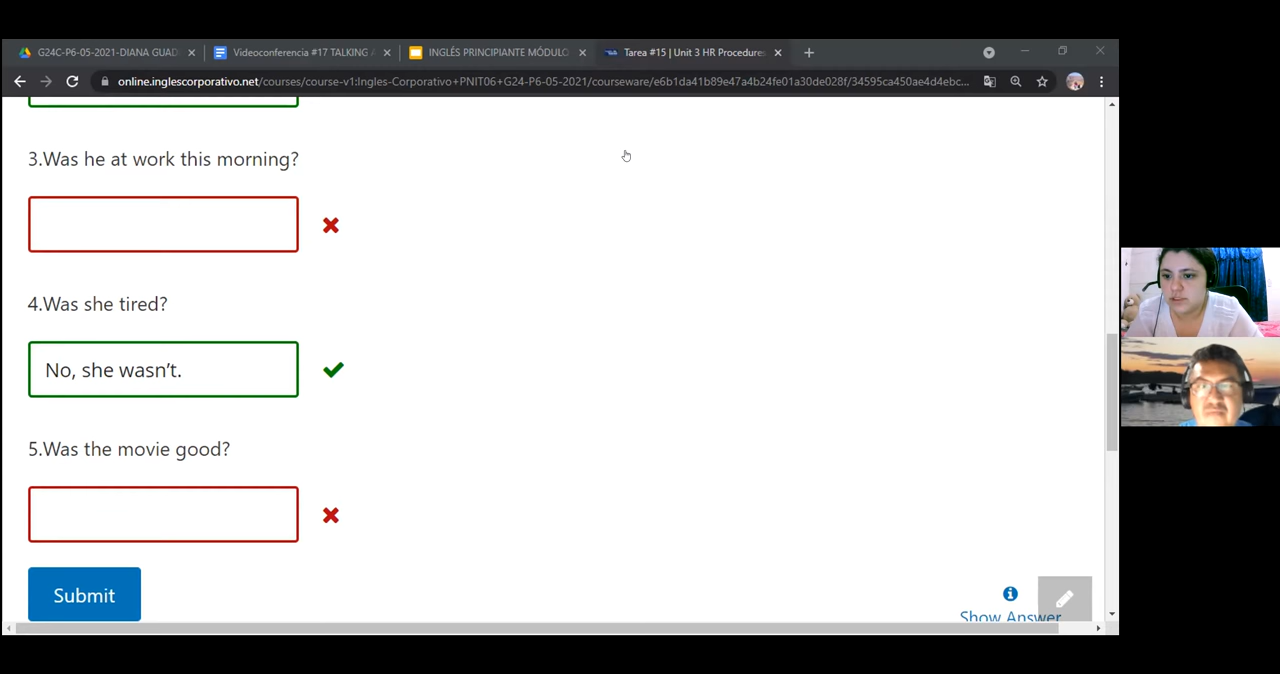 G24C-P6-05-2021-DIANA GUAD
Videoconferencia #17 TALKING A
INGLÉS PRINCIPIANTE MÓDULO
Tarea #15 | Unit 3 HR Procedures
online.inglescorporativo.net/courses/course-v1:Ingles-Corporativo+PNIT06+G24-P6-05-2021/courseware/e6b1da41b89e47a4b24fe01a30de028f/34595ca450ae4d4ebc...
3.Was he at work this morning?
4.Was she tired?
No, she wasn't.
5.Was the movie good?
Submit
Show Answer